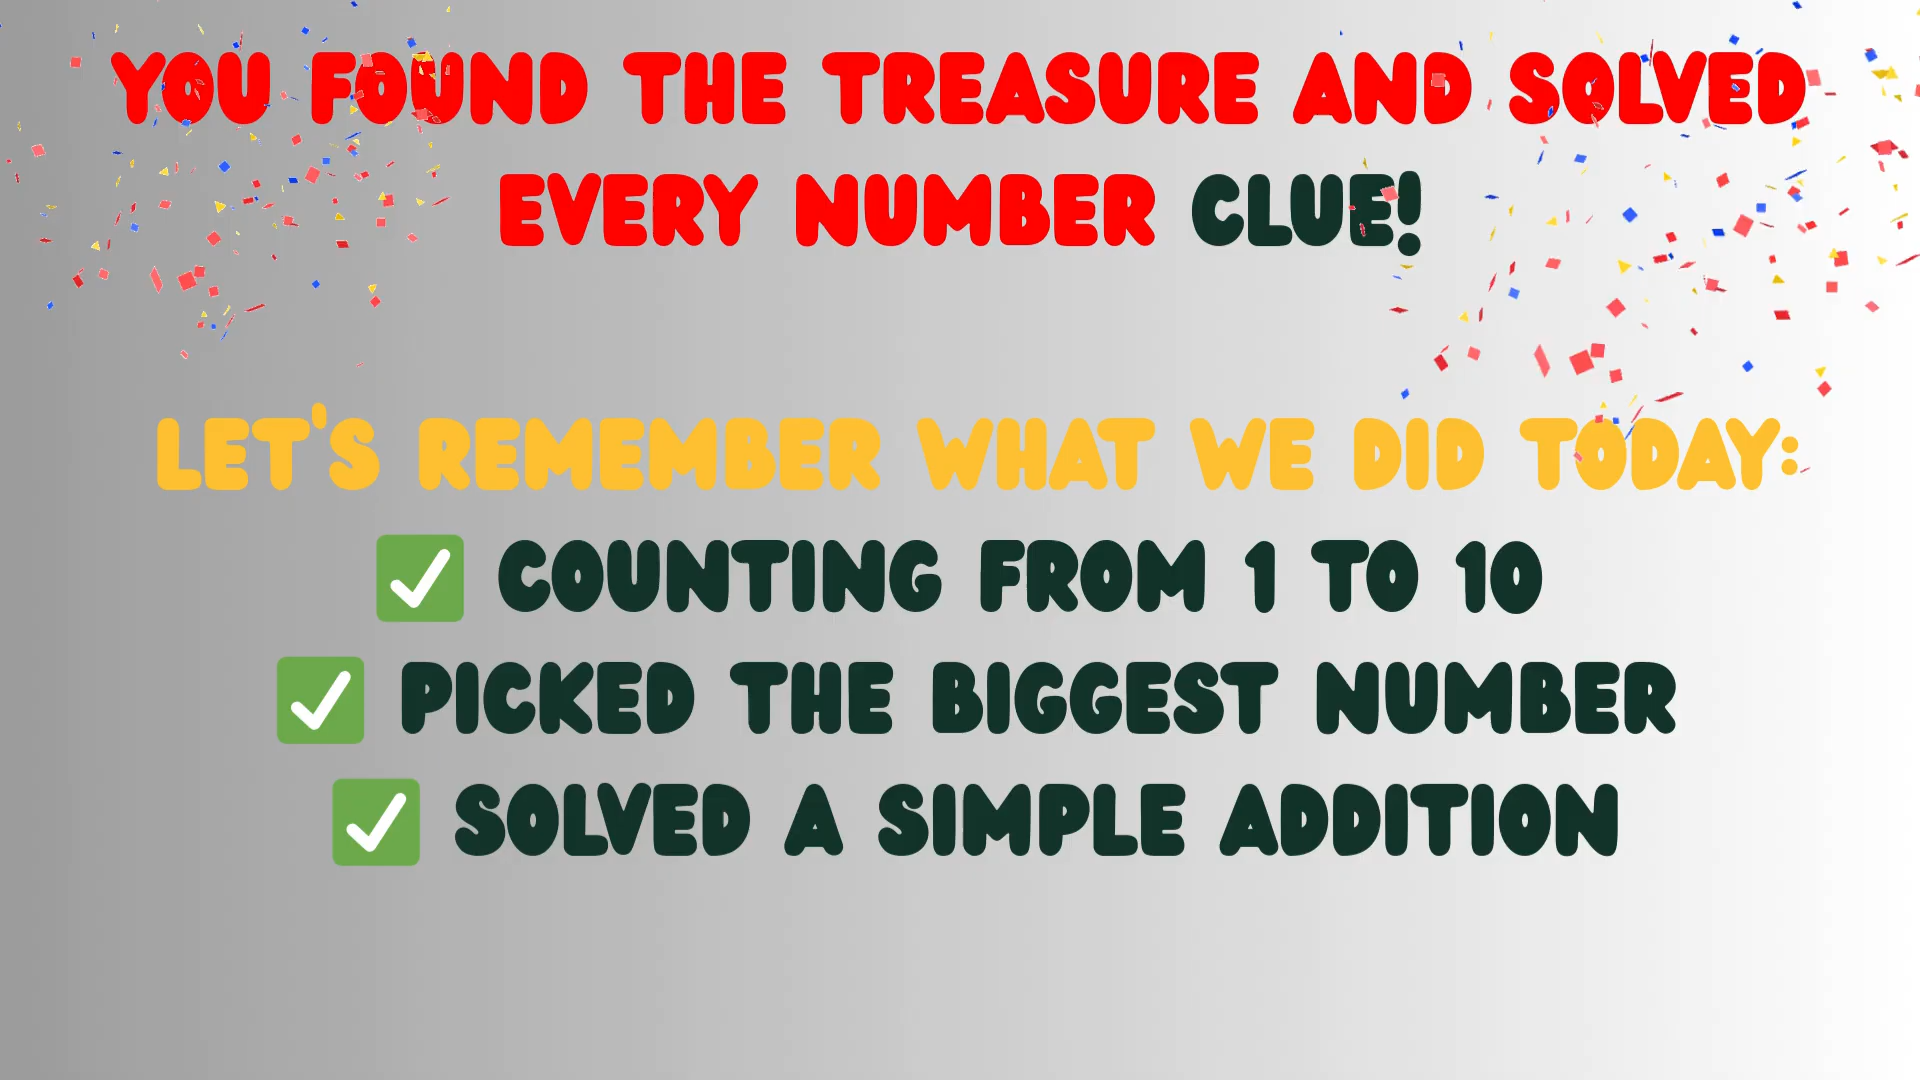 YOU FOUND THE TREASURE AND SOLVED
EVERY NUMBER CLUE!
LET'S REMEMBER WHAT WE DID TODAY:
✅ COUNTING FROM 1 TO 10
✅ PICKED THE BIGGEST NUMBER
✅ SOLVED A SIMPLE ADDITION